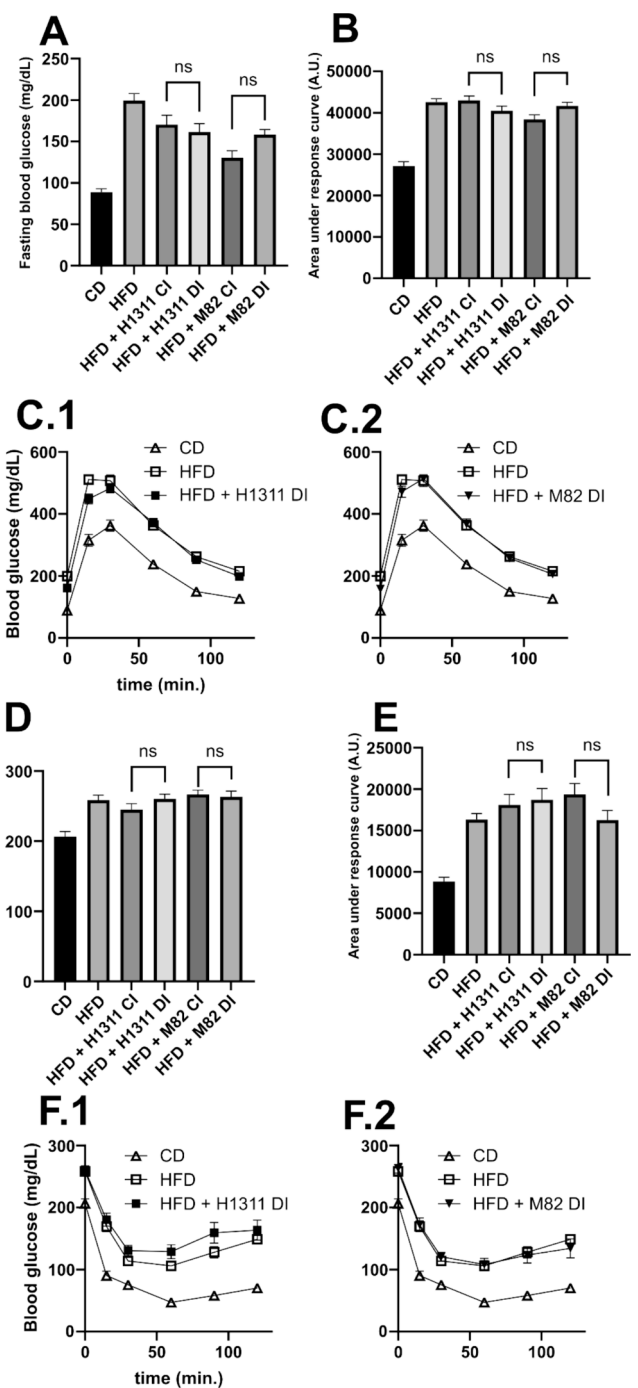 A
Fasting blood glucose (mg/dL)
250
200
150
100
50
0
ns
ns
CD
HFD
HFD + H1311 CI
HFD + H1311 DI
HFD + M82 CI
HFD + M82 DI
B
Area under response curve (A.U.)
50000
40000
30000
20000
10000
0
ns
ns
CD
HFD
HFD + H1311 CI
HFD + H1311 DI
HFD + M82 CI
HFD + M82 DI
C.1
Blood glucose (mg/dL)
600
400
200
0
CD
HFD
HFD + H1311 DI
0 50 100
time (min.)
C.2
600
400
200
0
CD
HFD
HFD + M82 DI
0 50 100
D
300
200
100
0
ns
ns
CD
HFD
HFD + H1311 CI
HFD + H1311 DI
HFD + M82 CI
HFD + M82 DI
E
Area under response curve (A.U.)
25000
20000
15000
10000
5000
0
ns
ns
CD
HFD
HFD + H1311 CI
HFD + H1311 DI
HFD + M82 CI
HFD + M82 DI
F.1
Blood glucose (mg/dL)
300
200
100
0
CD
HFD
HFD + H1311 DI
0 50 100
time (min.)
F.2
300
200
100
0
CD
HFD
HFD + M82 DI
0 50 100